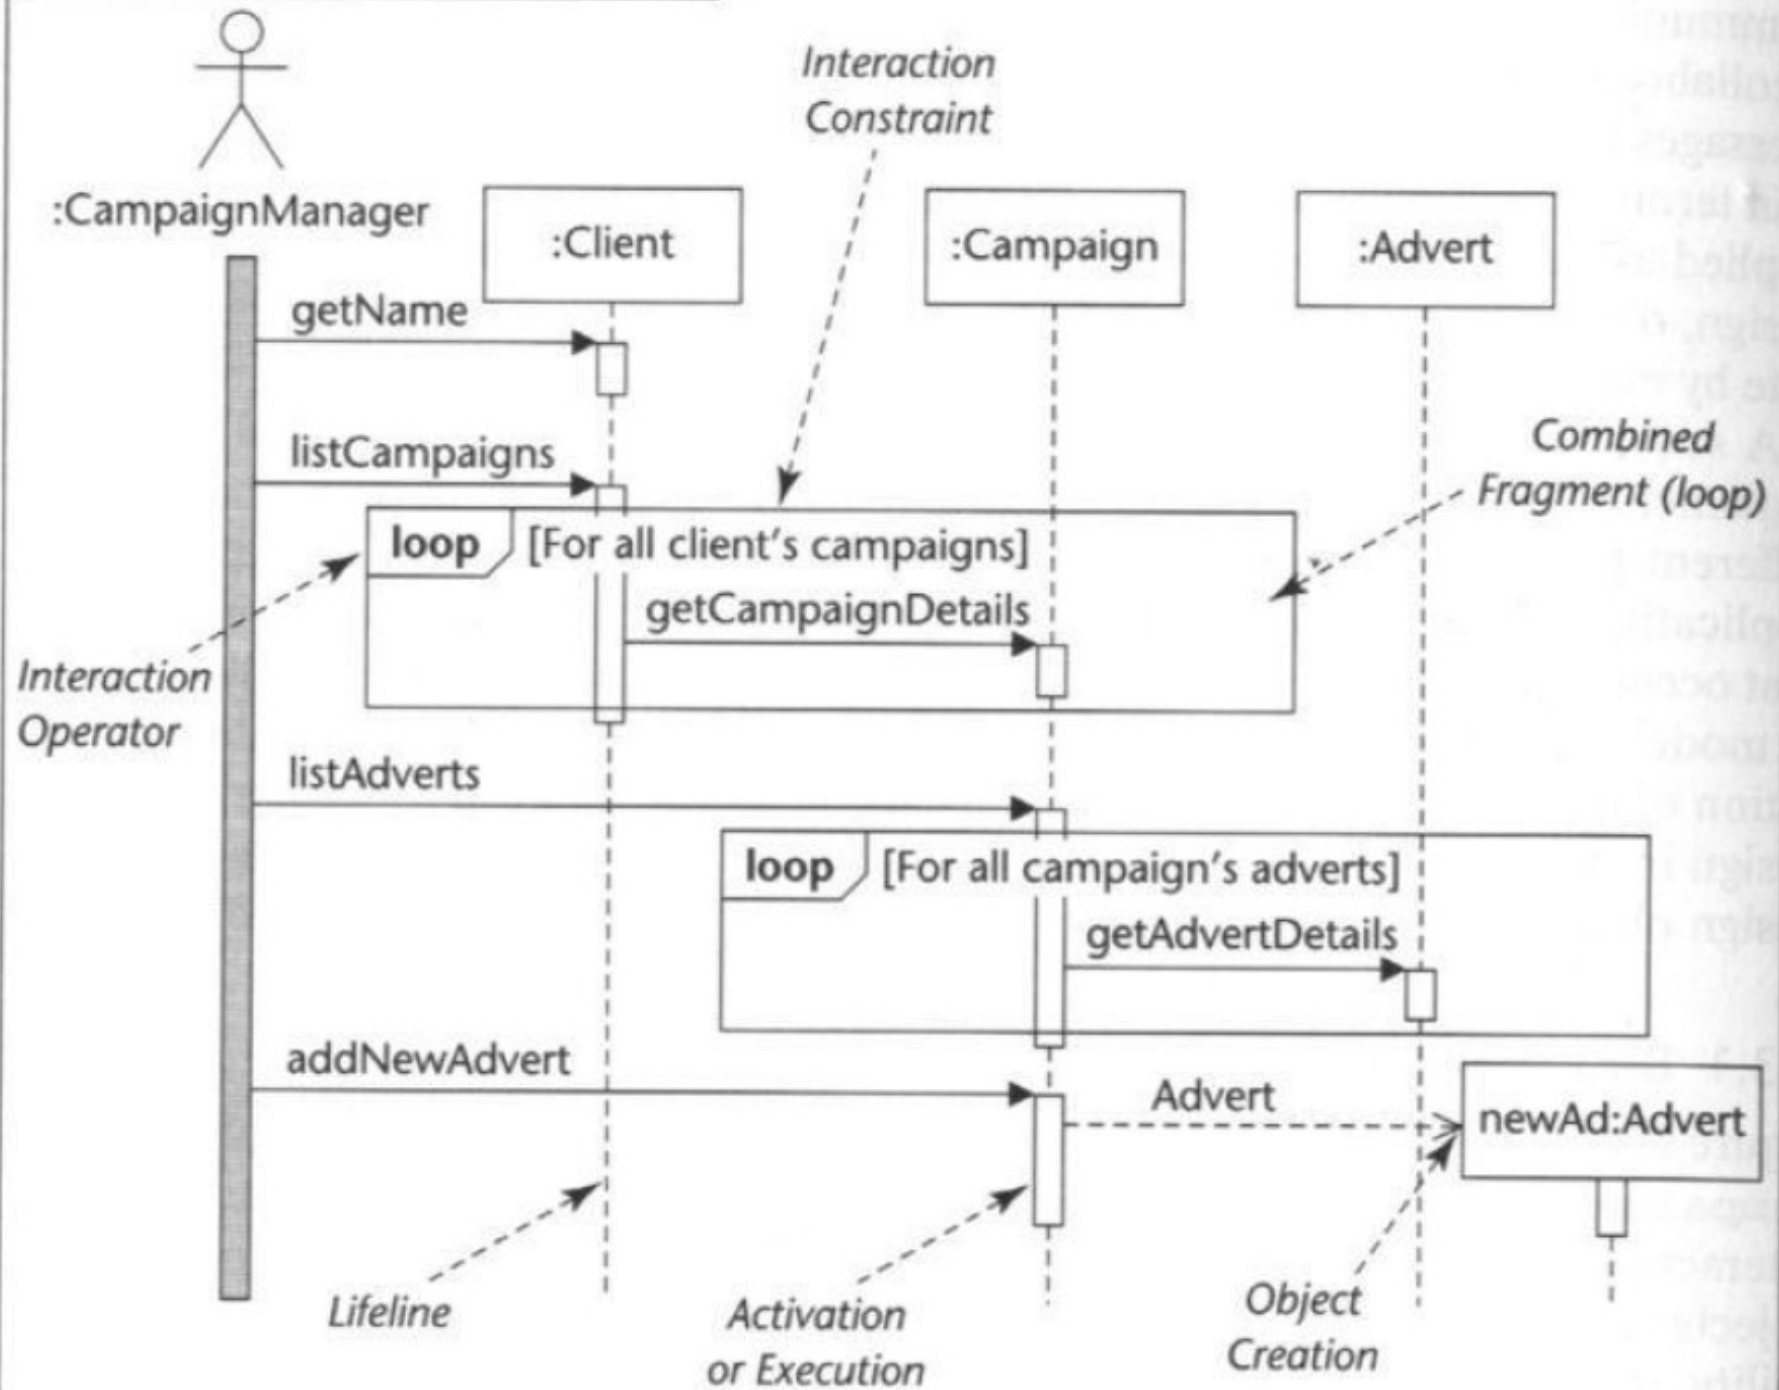 Interaction
Constraint
:CampaignManager
:Client
:Campaign
:Advert
getName
listCampaigns
Combined
Fragment (loop)
loop
[For all client's campaigns]
getCampaignDetails
Interaction
Operator
listAdverts
loop
[For all campaign's adverts]
getAdvertDetails
addNewAdvert
Advert
newAd:Advert
Lifeline
Activation
or Execution
Object
Creation